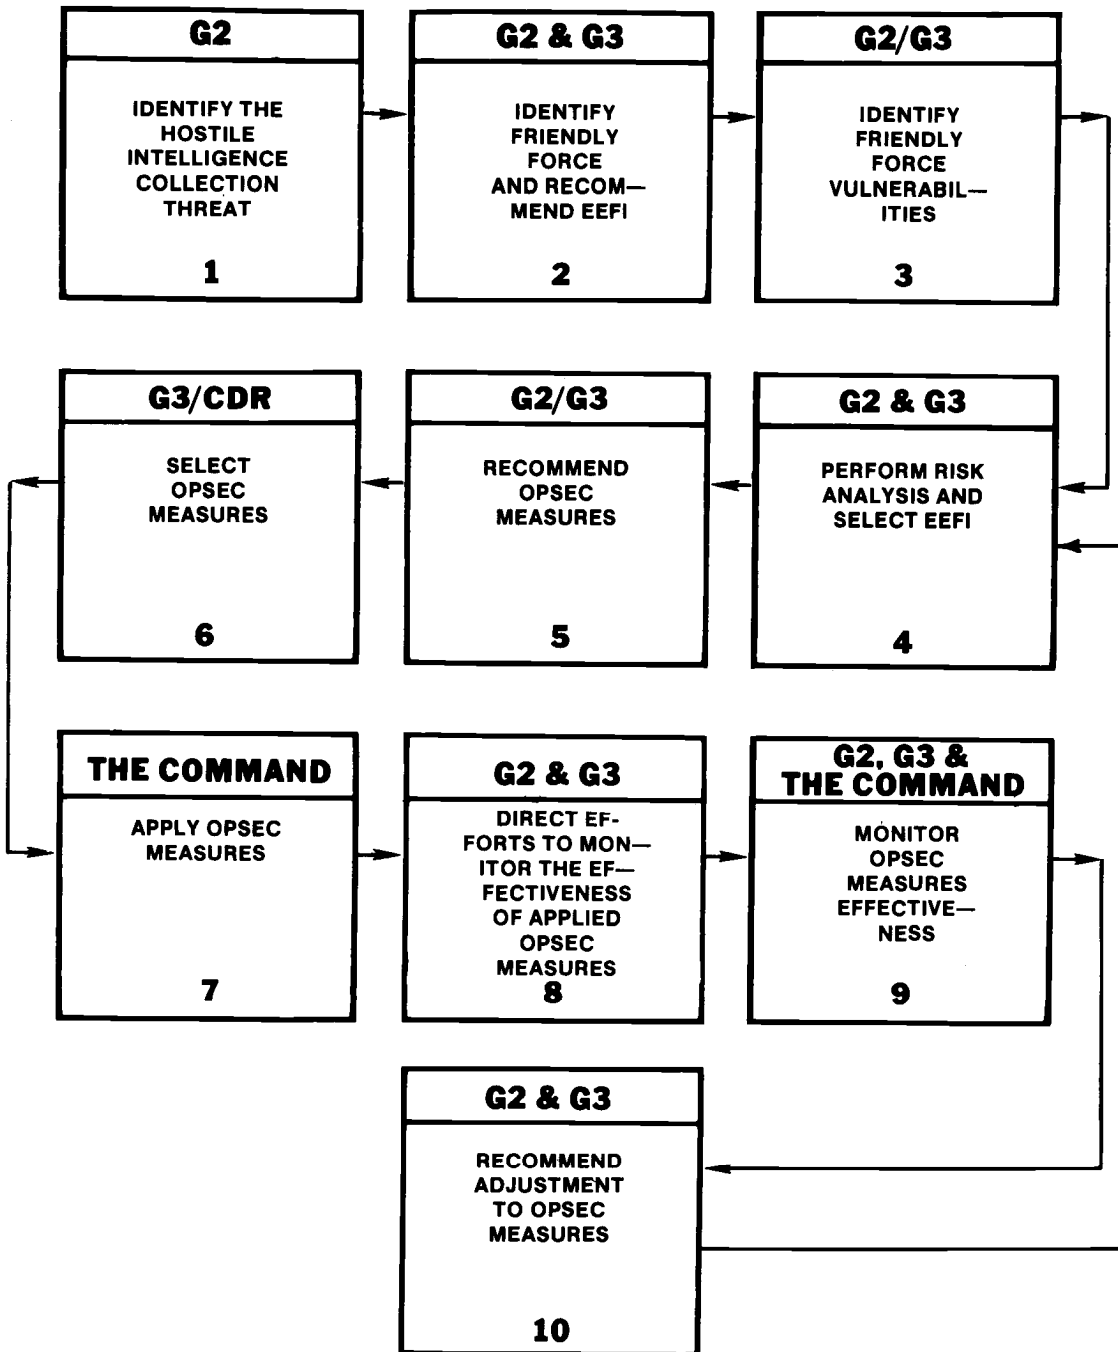 G2
IDENTIFY THE
HOSTILE
INTELLIGENCE
COLLECTION
THREAT
1
G2 & G3
IDENTIFY
FRIENDLY
FORCE
AND RECOM—
MEND EEFI
2
G2/G3
IDENTIFY
FRIENDLY
FORCE
VULNERABIL—
ITIES
3
G2 & G3
PERFORM RISK
ANALYSIS AND
SELECT EEFI
4
G2/G3
RECOMMEND
OPSEC
MEASURES
5
G3/CDR
SELECT
OPSEC
MEASURES
6
THE COMMAND
APPLY OPSEC
MEASURES
7
G2 & G3
DIRECT EF-
FORTS TO MON—
ITOR THE EF—
FECTIVENESS
OF APPLIED
OPSEC
MEASURES
8
G2, G3 &
THE COMMAND
MONITOR
OPSEC
MEASURES
EFFECTIVE—
NESS
9
G2 & G3
RECOMMEND
ADJUSTMENT
TO OPSEC
MEASURES
10